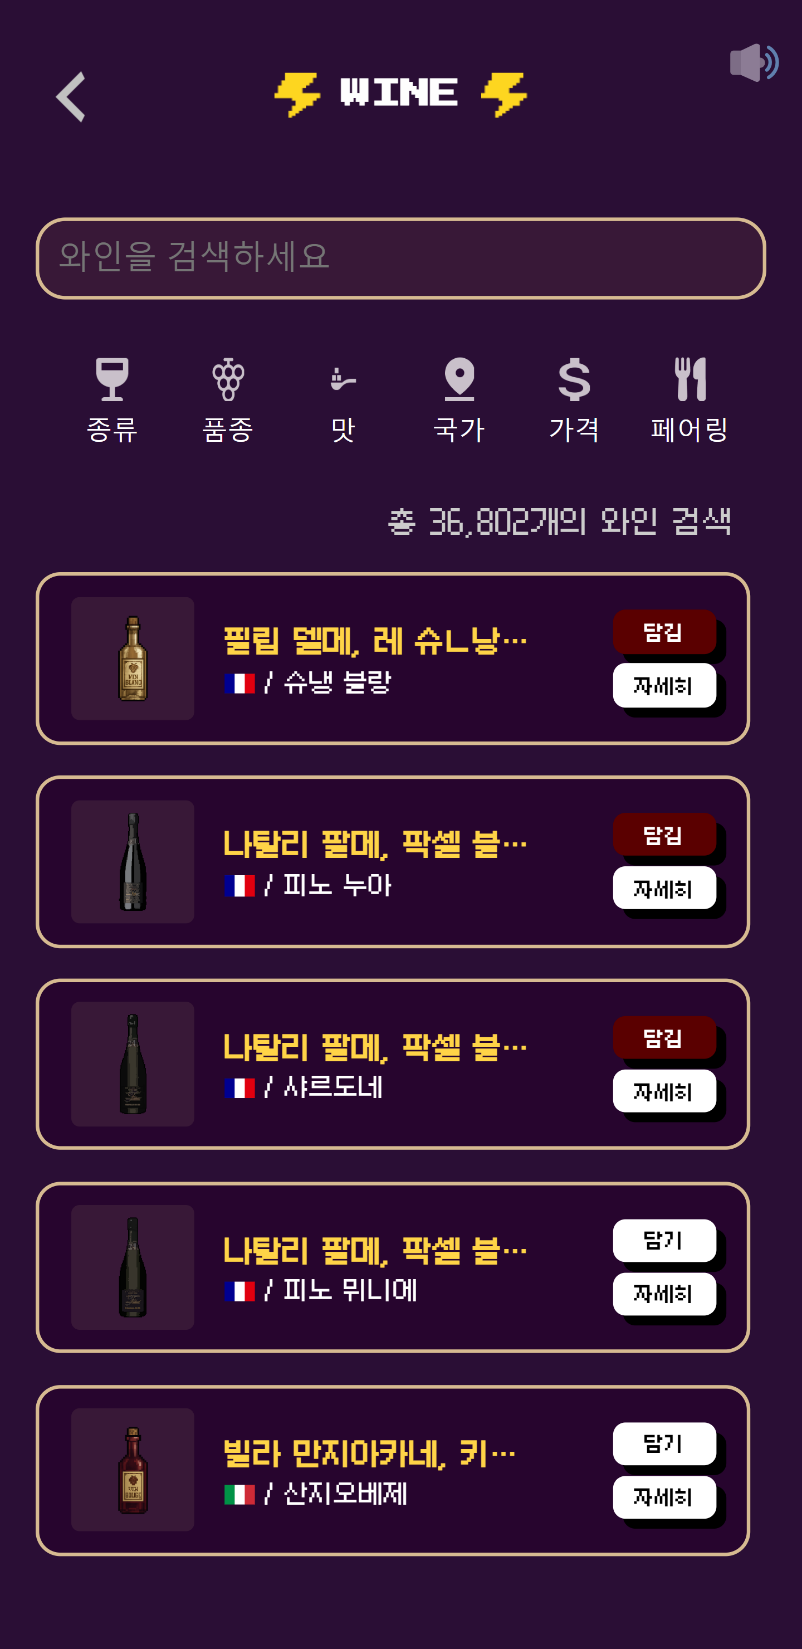 WINE
와인을 검색하세요
종류 품종 맛 국가 가격 페어링
총 36,802개의 와인 검색
필립 델메, 레 슈ㄴ낭…
/ 슈냉 블랑
담김
자세히
나탈리 팔메, 팍셀 블…
/ 피노 누아
담김
자세히
나탈리 팔메, 팍셀 블…
/ 샤르도네
담김
자세히
나탈리 팔메, 팍셀 블…
/ 피노 뮈니에
담기
자세히
빌라 만지아카네, 키…
/ 산지오베제
담기
자세히